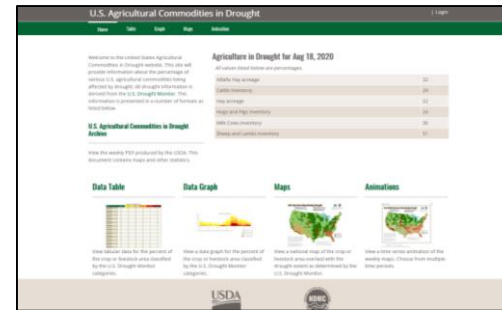 U.S. Agricultural Commodities in Drought
| Login
Home Table Graph Maps Animation
Welcome to the United States Agricultural
Commodities in Drought website. This site will
provide information about the percentage of
various U.S. agricultural commodities being
affected by drought. All drought information is
derived from the U.S. Drought Monitor. This
information is presented in a number of formats as
listed below.
U.S. Agricultural Commodities in Drought
Archive
View the weekly PDF produced by the USDA. This
document contains maps and other statistics.
Agriculture in Drought for Aug 18, 2020
All values listed below are percentages.
Alfalfa Hay acreage 32
Cattle Inventory
Hay acreage 32
Hogs and Pigs Inventory
Milk Cows Inventory
Sheep and Lambs Inventory 51
Data Table
View tabular data for the percent of
the crop or livestock area classified
by the U.S. Drought Monitor
categories.
Data Graph
View a data graph for the percent of
the crop or livestock area classified
by the U.S. Drought Monitor
categories.
Maps
View a national map of the crop or
livestock area overlaid with the
drought extent as determined by the
U.S. Drought Monitor.
Animations
View a time series animation of the
weekly maps. Choose from multiple
time periods.
USDA
NDMC